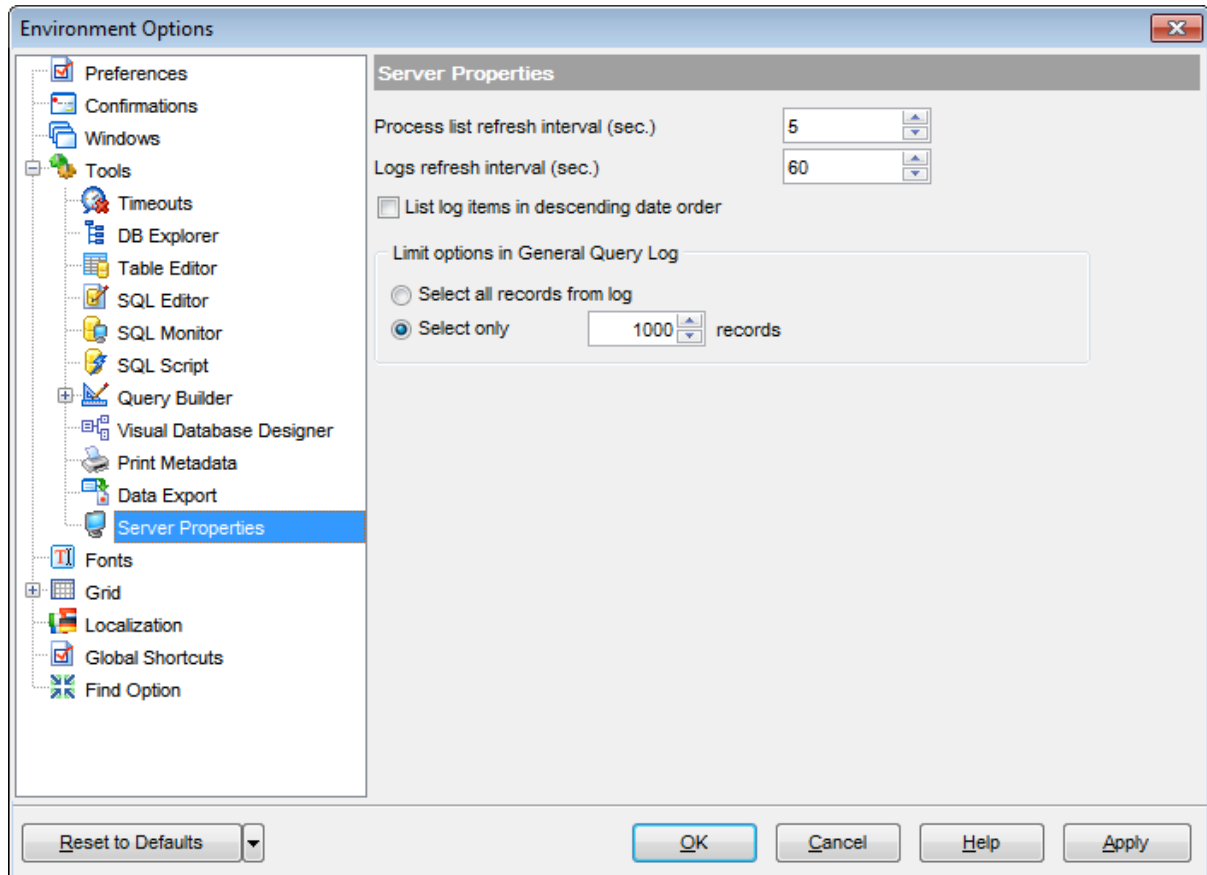 Environment Options
Preferences
Confirmations
Windows
Tools
Timeouts
DB Explorer
Table Editor
SQL Editor
SQL Monitor
SQL Script
Query Builder
Visual Database Designer
Print Metadata
Data Export
Server Properties
Fonts
Grid
Localization
Global Shortcuts
Find Option
Server Properties
Process list refresh interval (sec.) 5
Logs refresh interval (sec.) 60
List log items in descending date order
Limit options in General Query Log
Select all records from log
Select only 1000 records
Reset to Defaults OK Cancel Help Apply